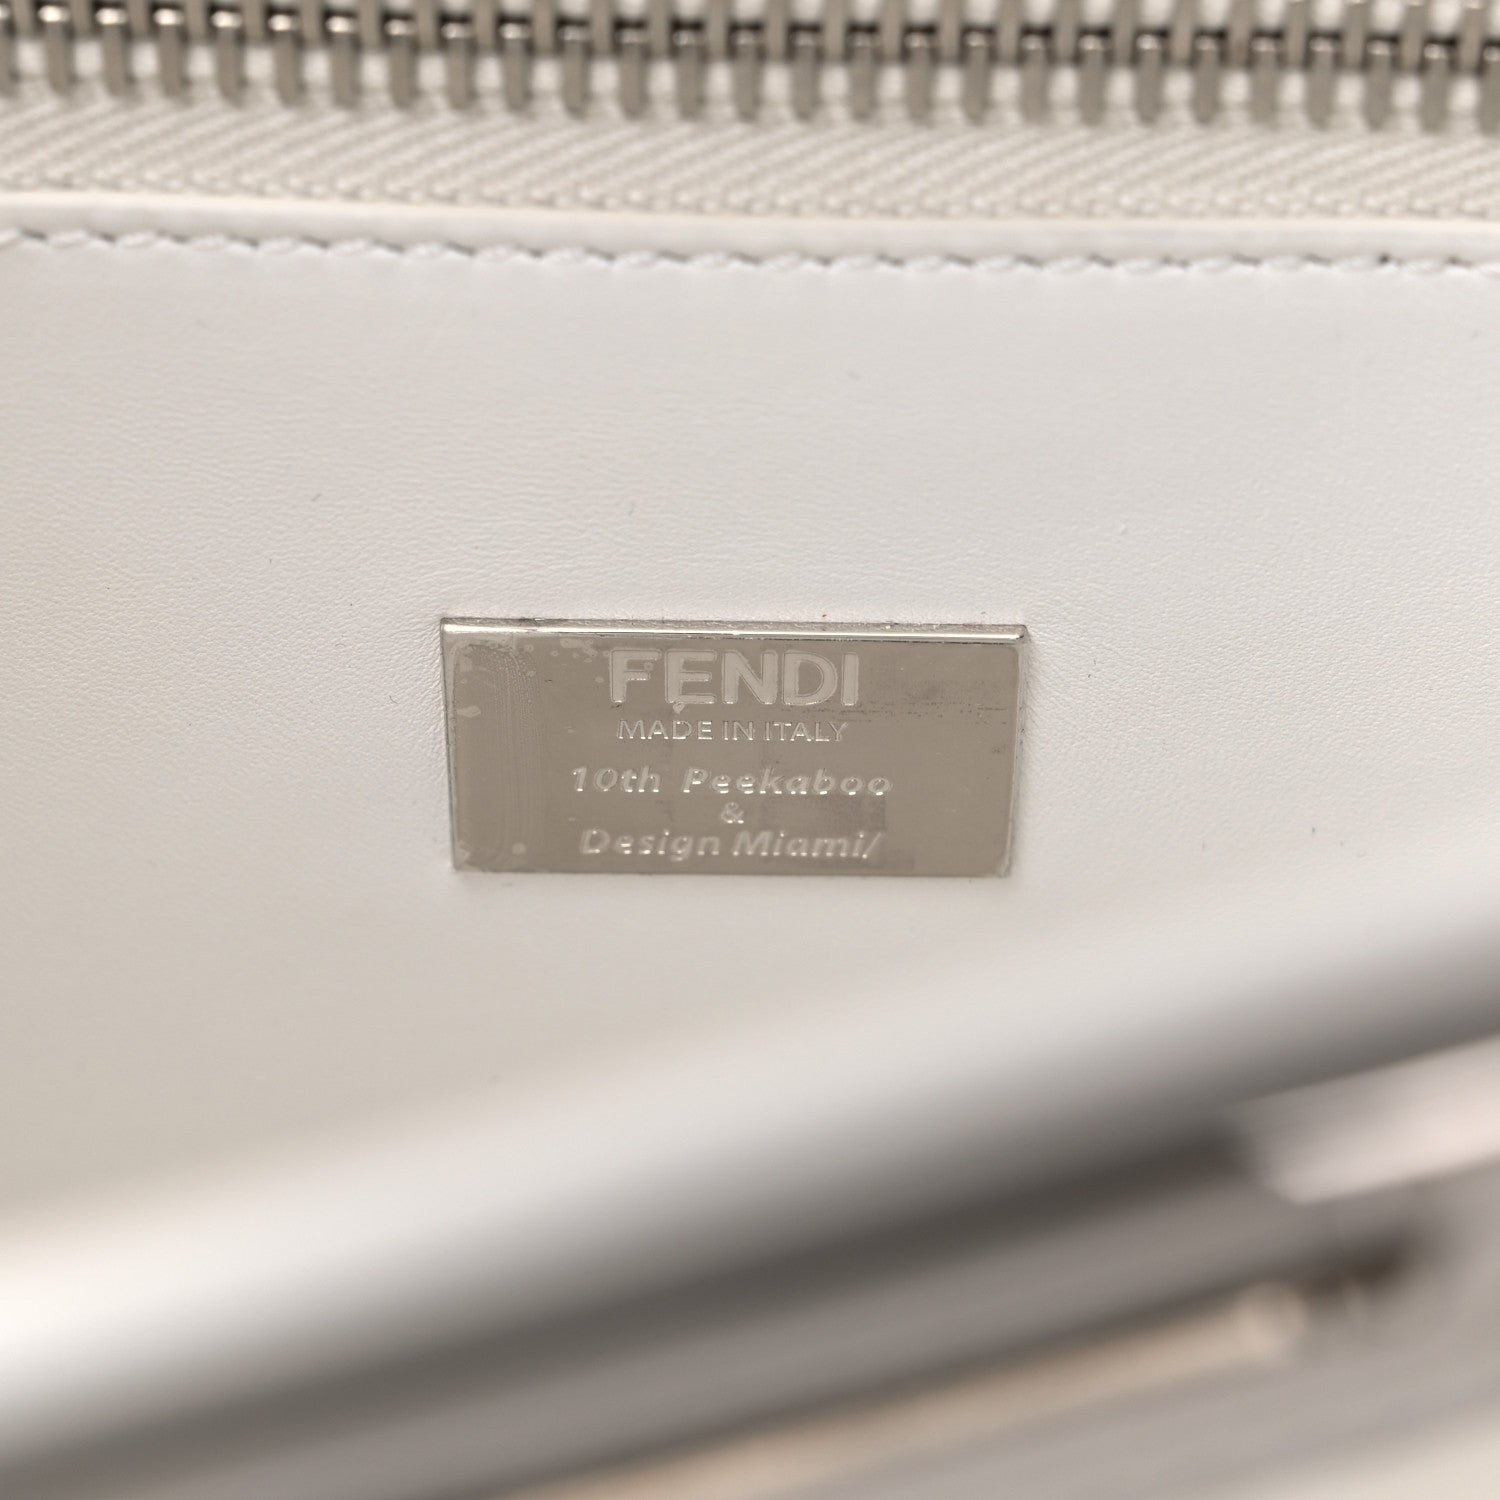 FENDI
MADE IN ITALY
10th Peekaboo
&
Design Miami/